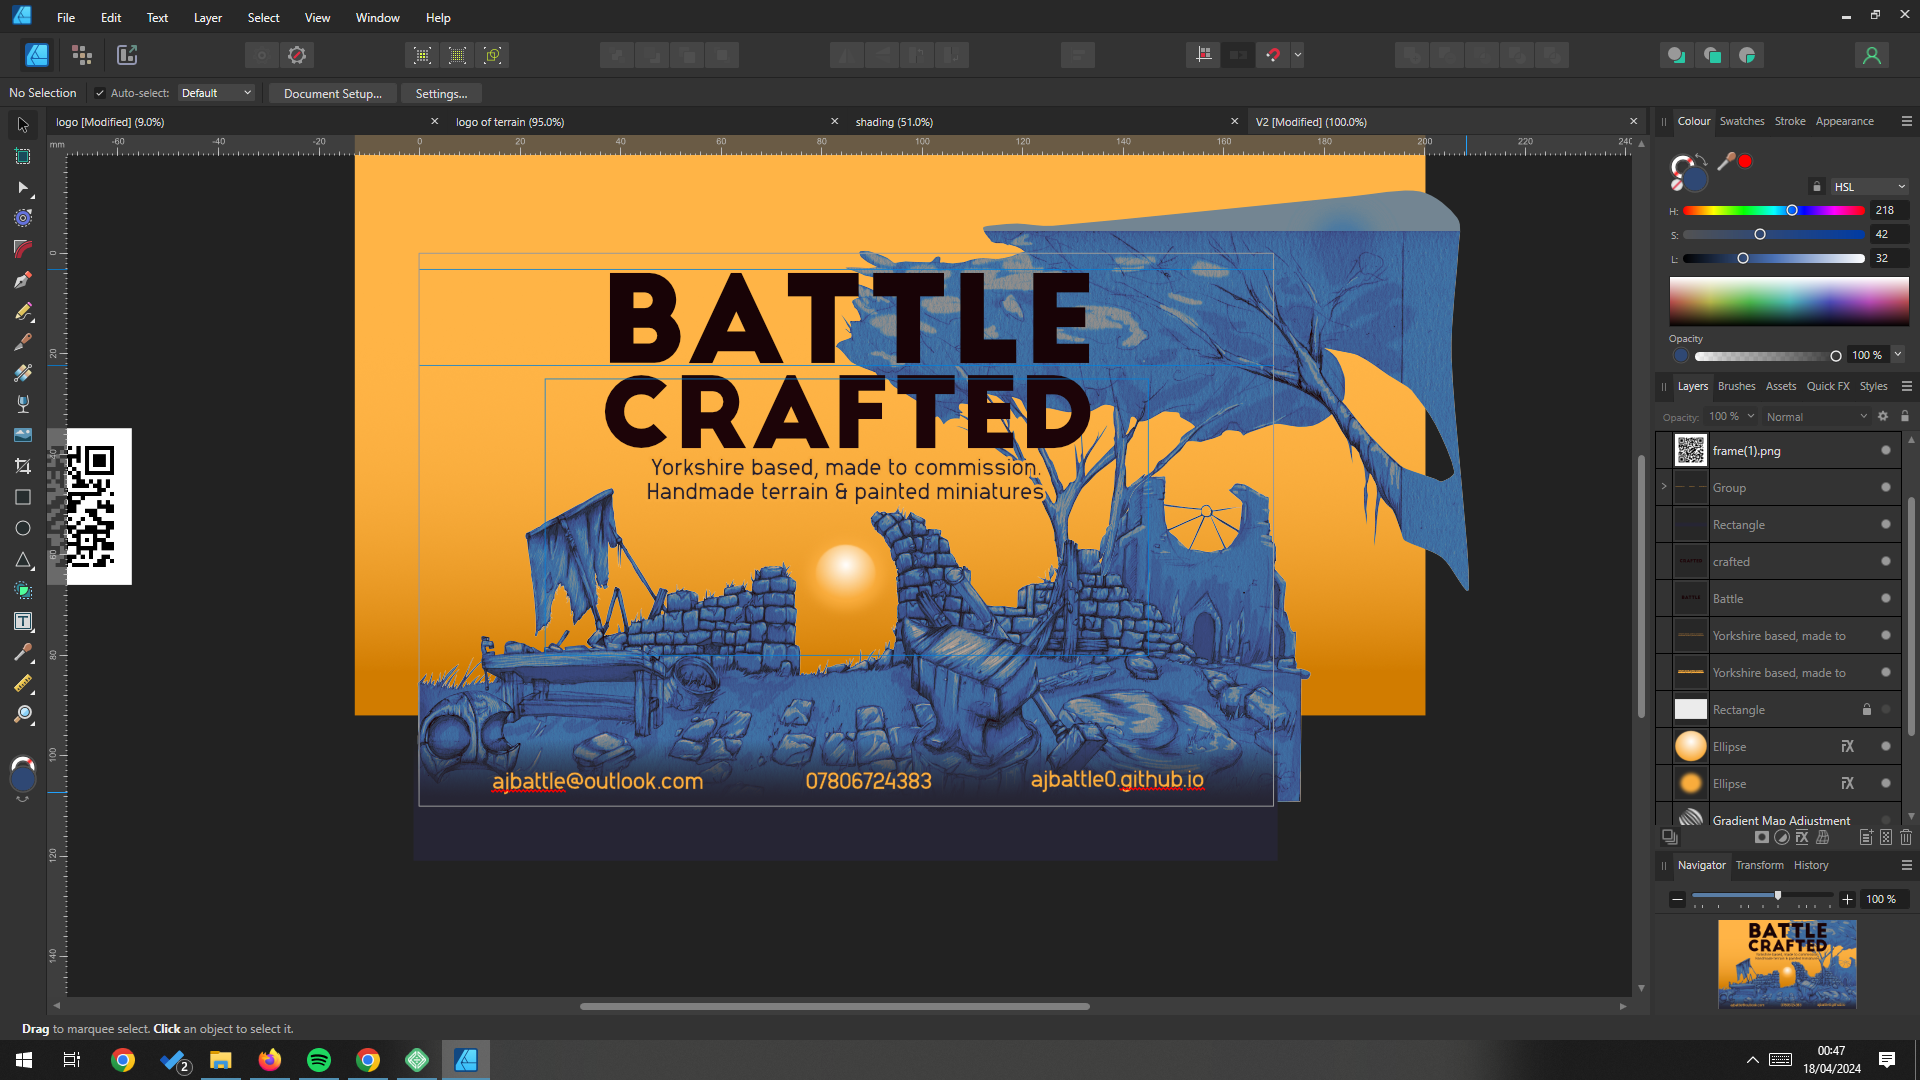 File Edit Text Layer Select View Window Help
No Selection Auto-select: Default Document Setup... Settings...
logo [Modified] (9.0%) logo of terrain (95.0%) shading (51.0%) V2 [Modified] (100.0%)
mm -60 -40 -20 0 20 40 60 80 100 120 140 160 180 200 220 240
0
20
40
60
80
100
120
140
BATTLE
CRAFTED
Yorkshire based, made to commission.
Handmade terrain & painted miniatures
ajbattle@outlook.com 07806724383 ajbattle0.github.io
Colour Swatches Stroke Appearance
HSL
H: 218
S: 42
L: 32
Opacity
100 %
Layers Brushes Assets Quick FX Styles
Opacity: 100 % Normal
frame(1).png
Group
Rectangle
crafted
Battle
Yorkshire based, made to
Yorkshire based, made to
Rectangle
Ellipse
Ellipse
Gradient Map Adjustment
Navigator Transform History
100 %
BATTLE
CRAFTED
Drag to marquee select. Click an object to select it.
2
00:47
18/04/2024